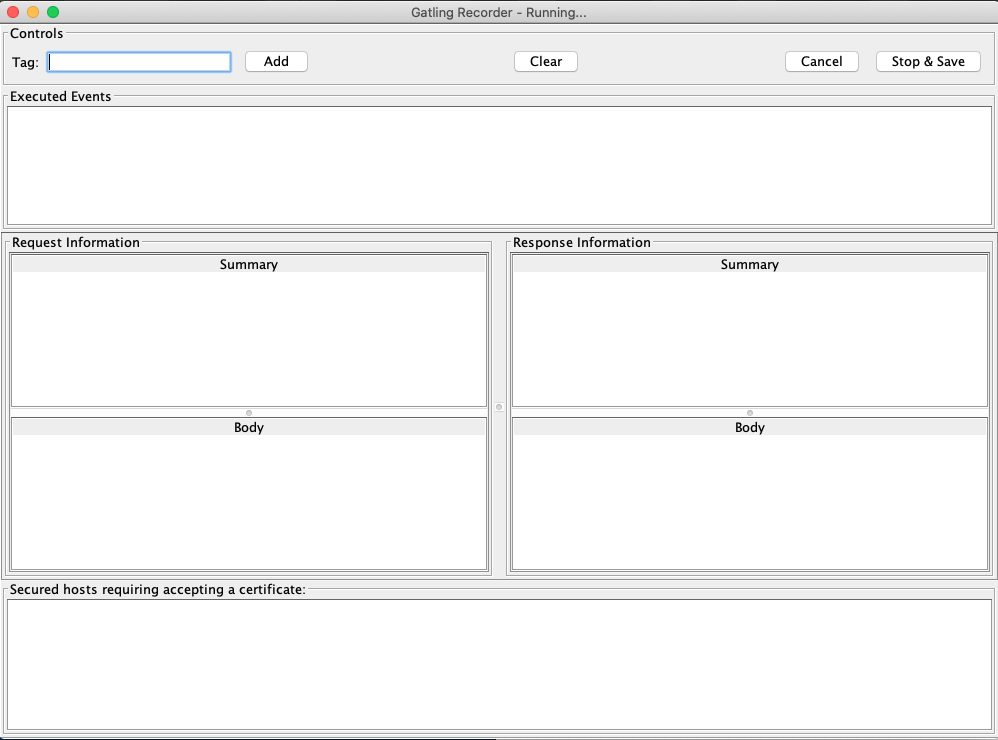 Gatling Recorder - Running...
Controls
Tag: Add Clear Cancel Stop & Save
Executed Events
Request Information Response Information
Summary Summary
Body Body
Secured hosts requiring accepting a certificate: